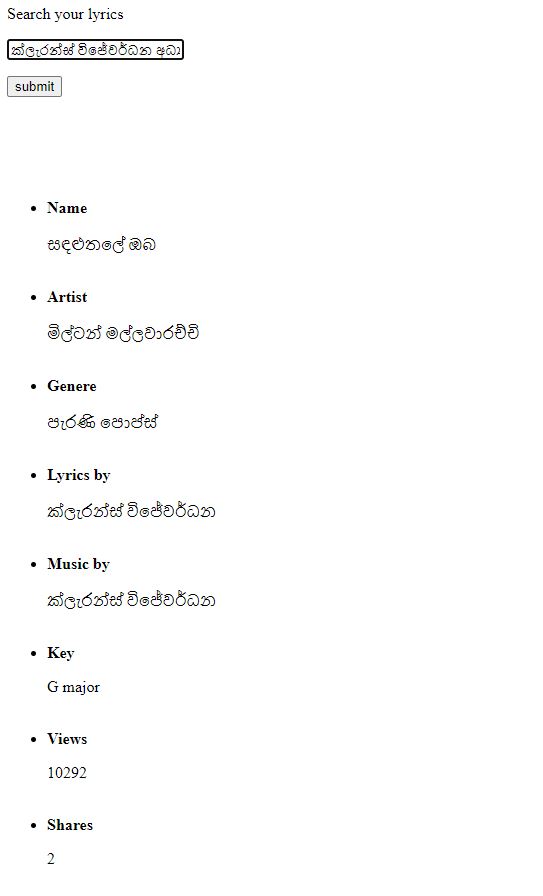 Search your lyrics
ක්ලැරන්ස් විජේවර්ධන
submit
Name
සඳළුතලේ ඔබ
Artist
මිල්ටන් මල්ලවාරච්චි
Genere
පැරණි පොප්ස්
Lyrics by
ක්ලැරන්ස් විජේවර්ධන
Music by
ක්ලැරන්ස් විජේවර්ධන
Key
G major
Views
10292
Shares
2